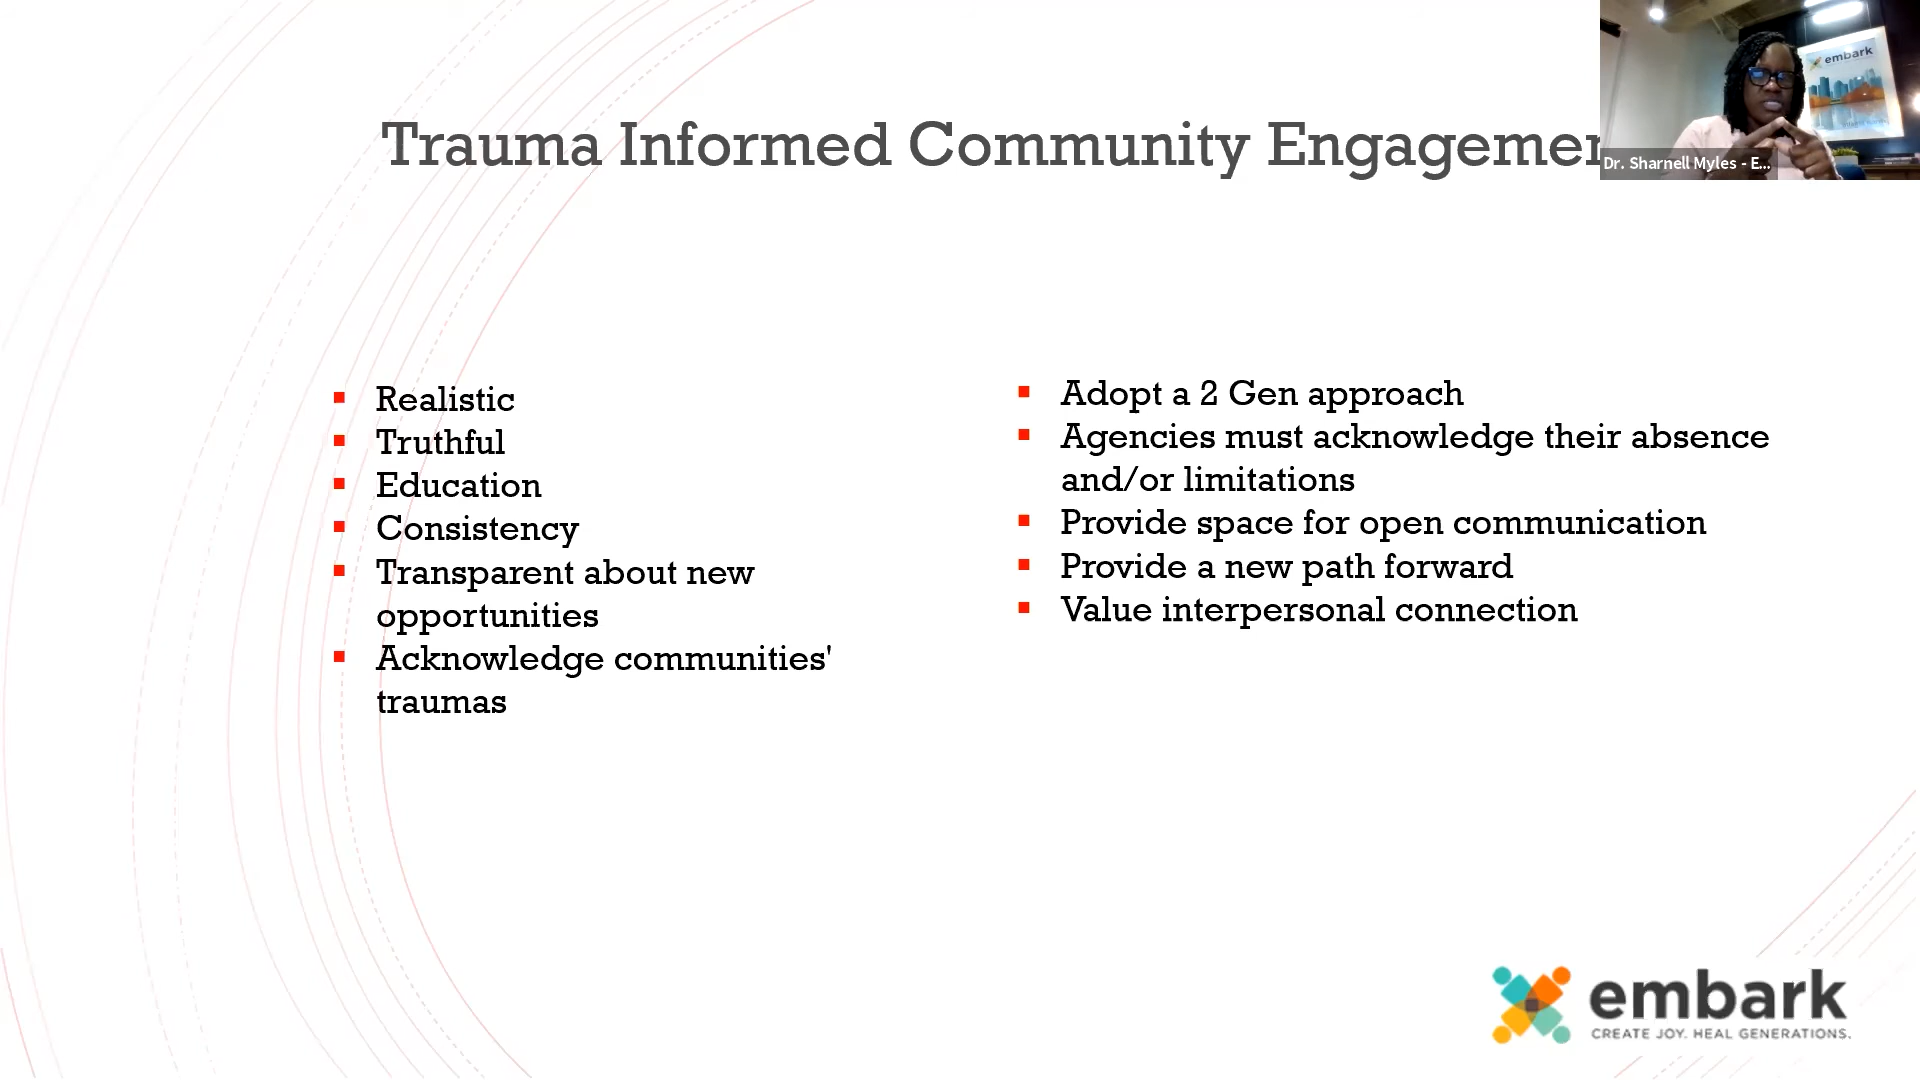 Trauma Informed Community Engagemen
embark
Dr. Sharnell Myles - E...
Realistic
Truthful
Education
Consistency
Transparent about new
opportunities
Acknowledge communities'
traumas
Adopt a 2 Gen approach
Agencies must acknowledge their absence
and/or limitations
Provide space for open communication
Provide a new path forward
Value interpersonal connection
embark
CREATE JOY. HEAL GENERATIONS.